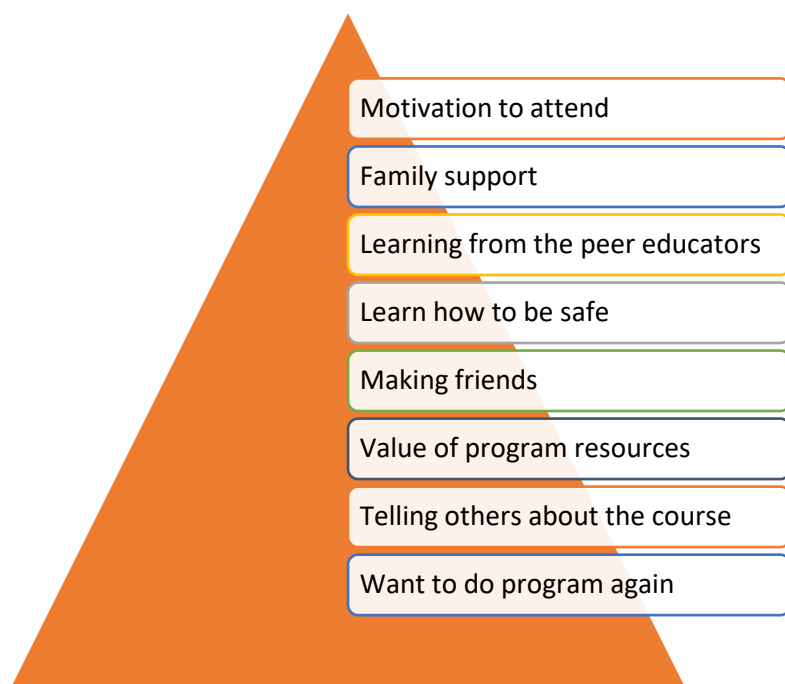 Motivation to attend
Family support
Learning from the peer educators
Learn how to be safe
Making friends
Value of program resources
Telling others about the course
Want to do program again